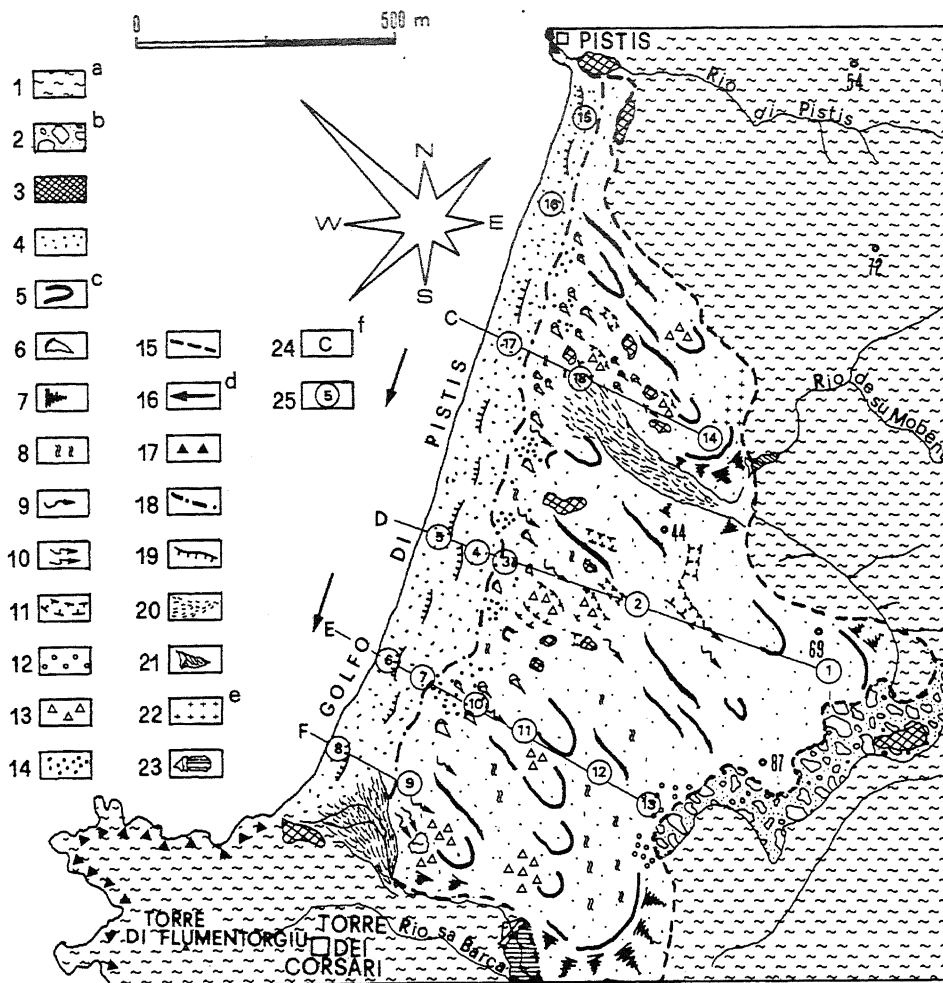 0 500 m
PISTIS
1 a
2 b
3
4
5 c
6
7
8
9
10
11
12
13
14
15
16 d
17
18
19
20
21
22 e
23
24 C f
25 5
N
W E
S
Rio di Pistis
54
72
Rio de su
44
69
87
GOLFO DI PISTIS
C
D
E
F
15
16
17
18
14
5
4
3
2
1
6
7
10
11
12
13
8
9
TORRE
DI FLUMENTORGIU
TORRE
DEI
CORSARI
Rio sa Barca